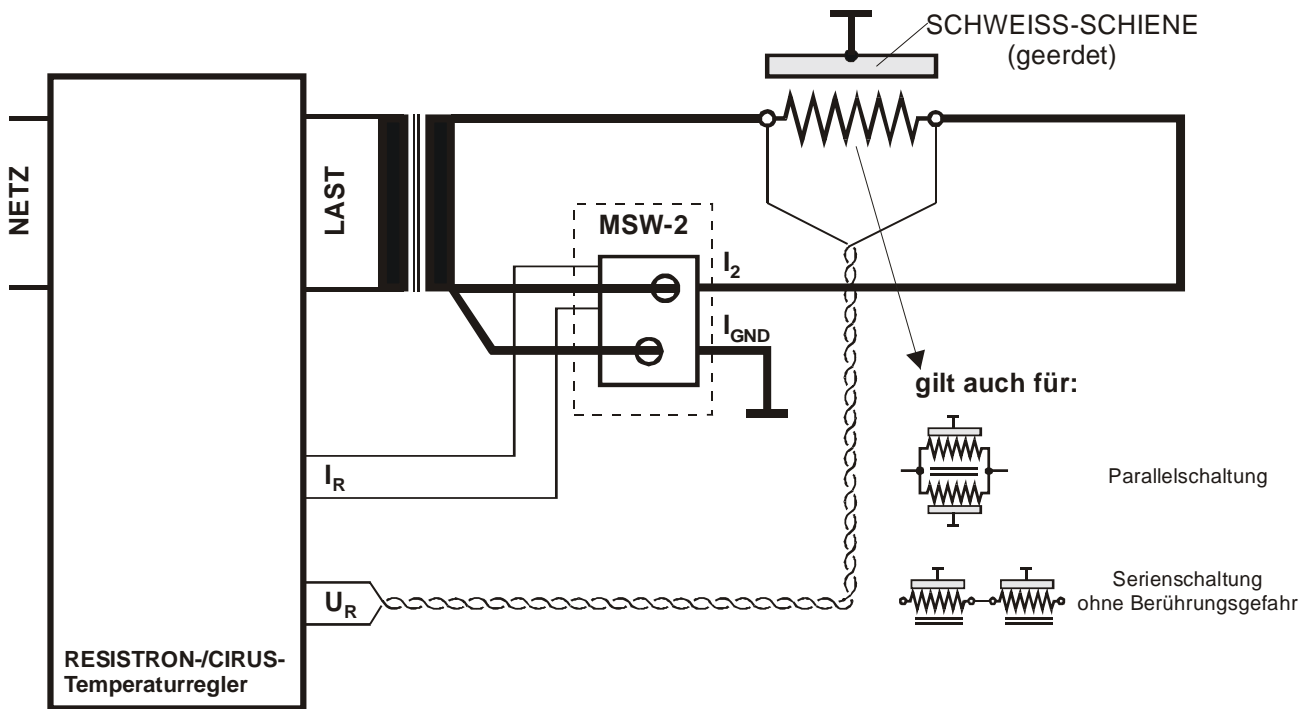 SCHWEISS-SCHIENE
(geerdet)
NETZ
LAST
MSW-2
I2
IGND
gilt auch für:
IR
Parallelschaltung
UR
Serienschaltung
ohne Berührungsgefahr
RESISTRON-/CIRUS-
Temperaturregler